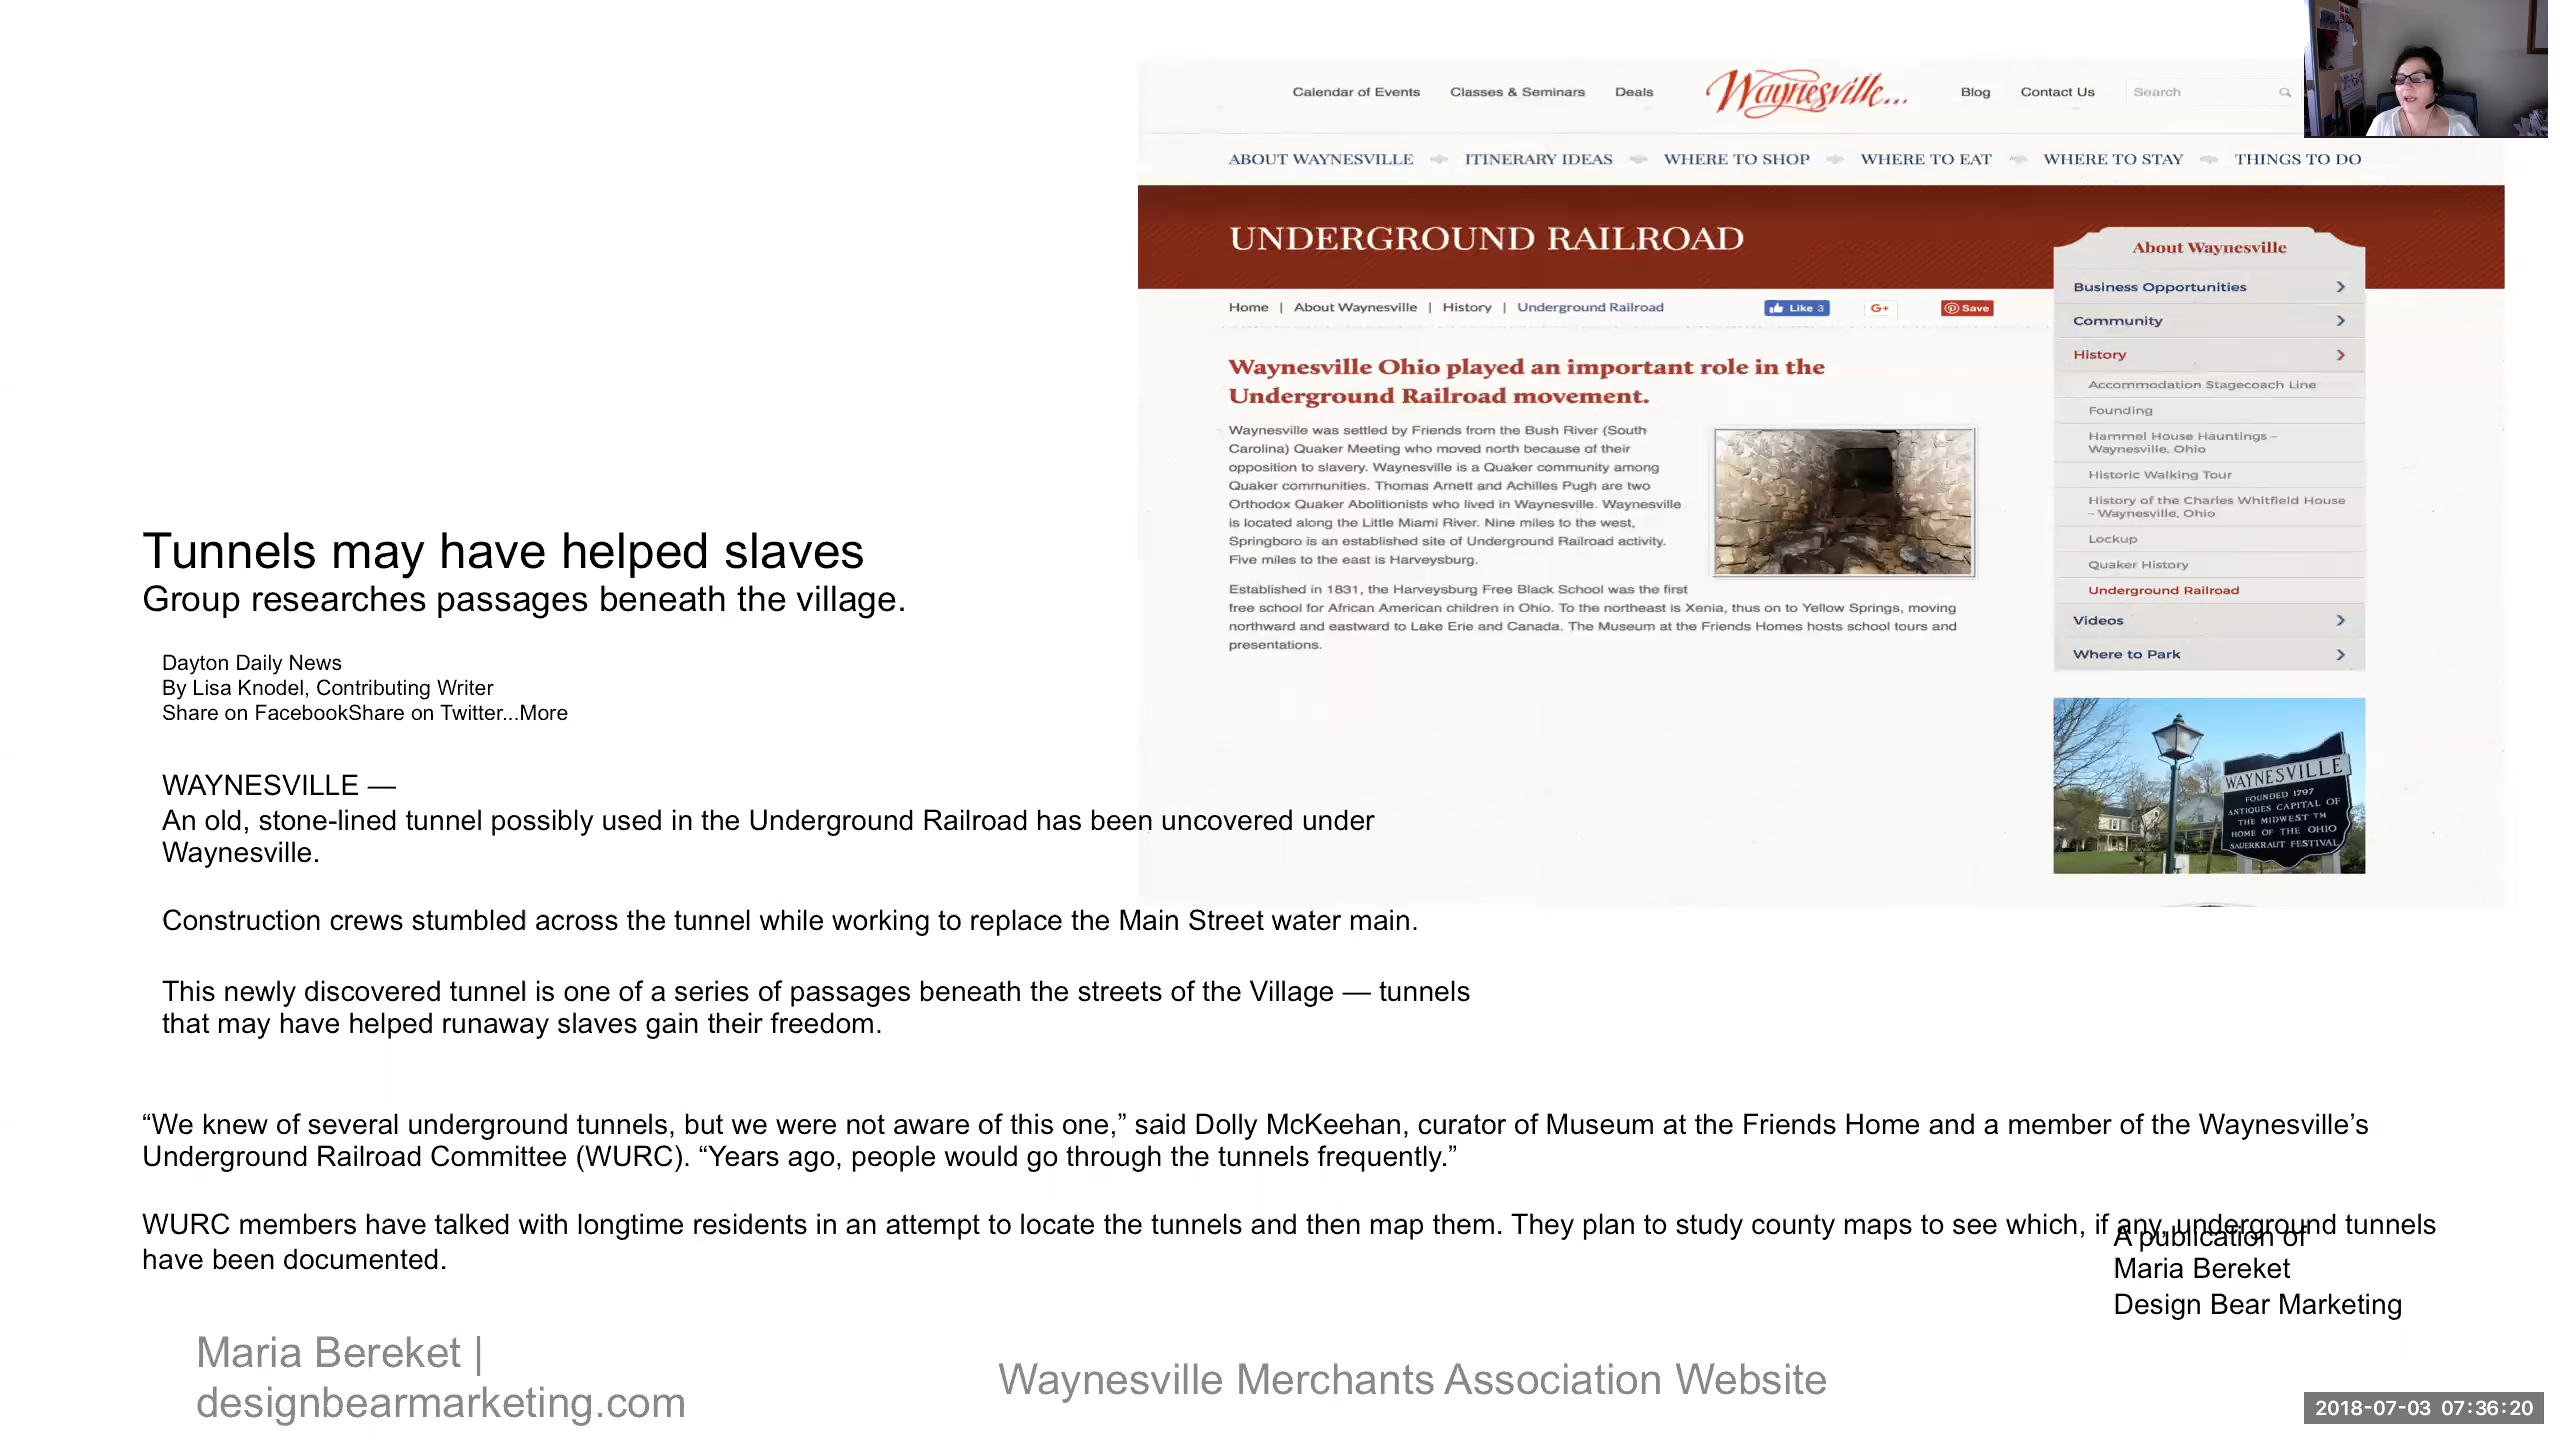 Calendar of Events Classes & Seminars Deals Waynesville... Blog Contact Us Search
ABOUT WAYNESVILLE ITINERARY IDEAS WHERE TO SHOP WHERE TO EAT WHERE TO STAY THINGS TO DO
UNDERGROUND RAILROAD
Home | About Waynesville | History | Underground Railroad Like 3 G+ Save
Waynesville Ohio played an important role in the
Underground Railroad movement.
Waynesville was settled by Friends from the Bush River (South
Carolina) Quaker Meeting who moved north because of their
opposition to slavery. Waynesville is a Quaker community among
Quaker communities. Thomas Arnett and Achilles Pugh are two
Orthodox Quaker Abolitionists who lived in Waynesville. Waynesville
is located along the Little Miami River. Nine miles to the west,
Springboro is an established site of Underground Railroad activity.
Five miles to the east is Harveysburg.
Established in 1831, the Harveysburg Free Black School was the first
free school for African American children in Ohio. To the northeast is Xenia, thus on to Yellow Springs, moving
northward and eastward to Lake Erie and Canada. The Museum at the Friends Homes hosts school tours and
presentations.
About Waynesville
Business Opportunities
Community
History
Accommodation Stagecoach Line
Founding
Hammel House Hauntings –
Waynesville, Ohio
Historic Walking Tour
History of the Charles Whitfield House
– Waynesville, Ohio
Lockup
Quaker History
Underground Railroad
Videos
Where to Park
WAYNESVILLE
FOUNDED 1797
ANTIQUES CAPITAL OF
THE MIDWEST TM
HOME OF THE OHIO
SAUERKRAUT FESTIVAL
Tunnels may have helped slaves
Group researches passages beneath the village.
Dayton Daily News
By Lisa Knodel, Contributing Writer
Share on FacebookShare on Twitter...More
WAYNESVILLE —
An old, stone-lined tunnel possibly used in the Underground Railroad has been uncovered under
Waynesville.
Construction crews stumbled across the tunnel while working to replace the Main Street water main.
This newly discovered tunnel is one of a series of passages beneath the streets of the Village — tunnels
that may have helped runaway slaves gain their freedom.
“We knew of several underground tunnels, but we were not aware of this one,” said Dolly McKeehan, curator of Museum at the Friends Home and a member of the Waynesville’s
Underground Railroad Committee (WURC). “Years ago, people would go through the tunnels frequently.”
WURC members have talked with longtime residents in an attempt to locate the tunnels and then map them. They plan to study county maps to see which, if any, underground tunnels
have been documented.
A publication of
Maria Bereket
Design Bear Marketing
Maria Bereket |
designbearmarketing.com
Waynesville Merchants Association Website
2018-07-03 07:36:20